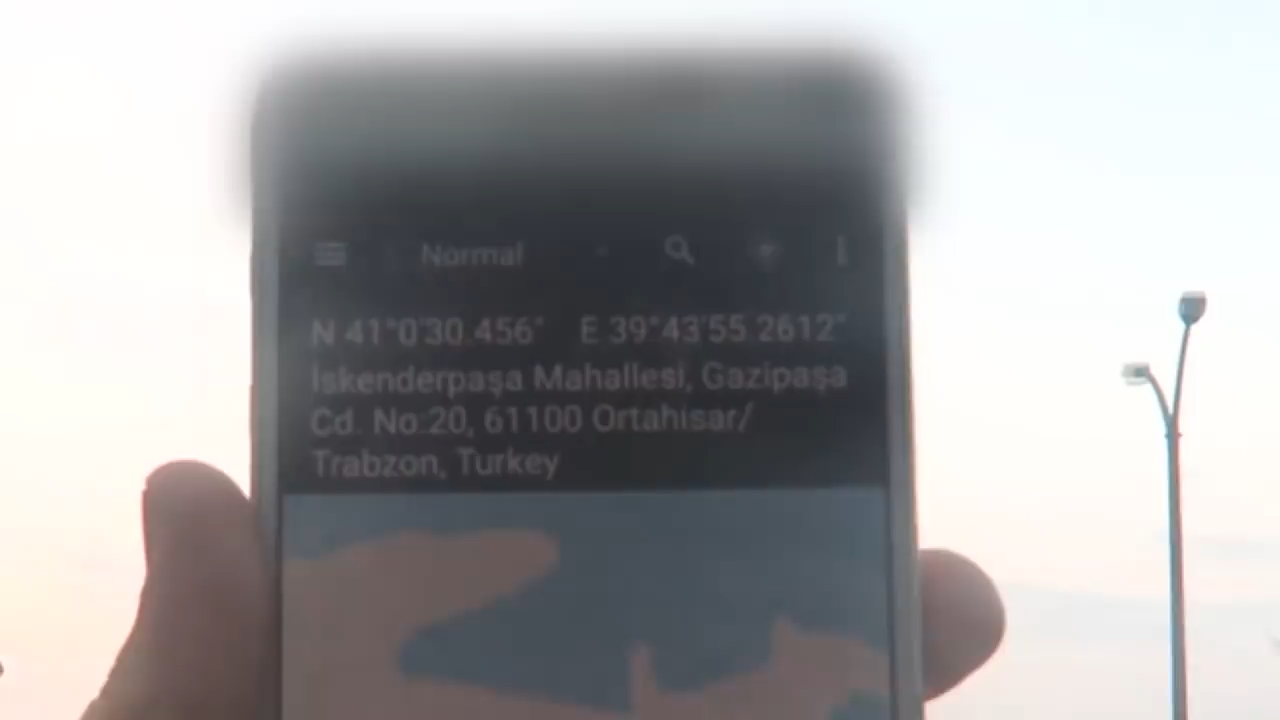 Normal
N 41°0'30.456" E 39°43'55.2612"
İskenderpaşa Mahallesi, Gazipaşa
Cd. No:20, 61100 Ortahisar/
Trabzon, Turkey